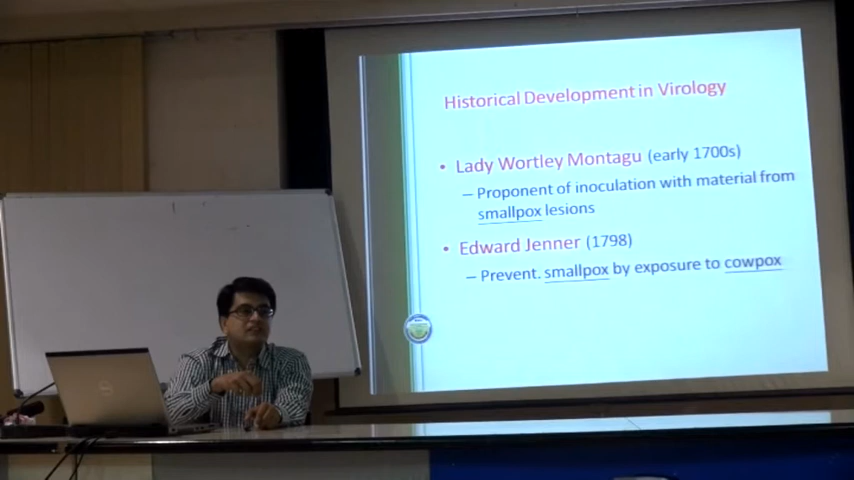 Historical Development in Virology
• Lady Wortley Montagu (early 1700s)
– Proponent of inoculation with material from
smallpox lesions
• Edward Jenner (1798)
– Prevent. smallpox by exposure to cowpox